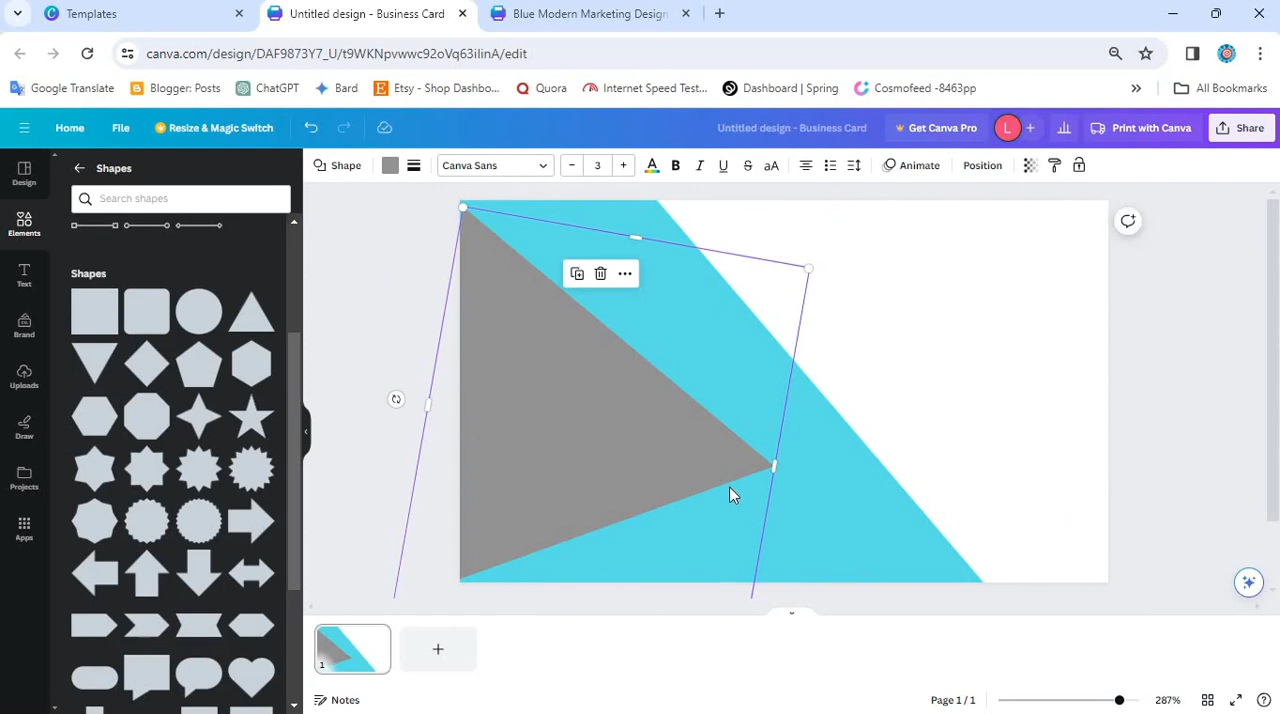 Templates
Untitled design - Business Card
Blue Modern Marketing Design
canva.com/design/DAF9873Y7_U/t9WKNpvwwc92oVq63iIinA/edit
Google Translate
Blogger: Posts
ChatGPT
Bard
Etsy - Shop Dashbo...
Quora
Internet Speed Test...
Dashboard | Spring
Cosmofeed -8463pp
All Bookmarks
Home
File
Resize & Magic Switch
Untitled design - Business Card
Get Canva Pro
L
Print with Canva
Share
Design
Elements
Text
Brand
Uploads
Draw
Projects
Apps
Shapes
Search shapes
Shapes
Shape
Canva Sans
3
A B I U S aA
Animate
Position
1
Notes
Page 1 / 1
287%